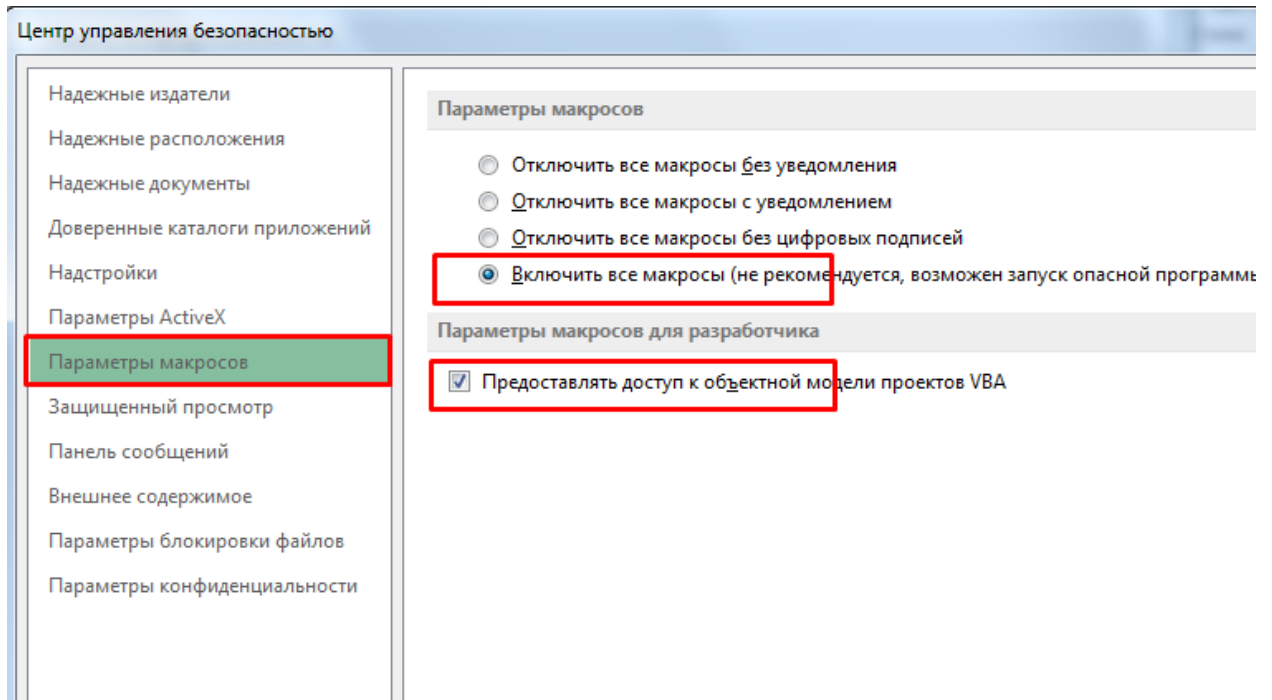 Центр управления безопасностью
Надежные издатели
Надежные расположения
Надежные документы
Доверенные каталоги приложений
Надстройки
Параметры ActiveX
Параметры макросов
Защищенный просмотр
Панель сообщений
Внешнее содержимое
Параметры блокировки файлов
Параметры конфиденциальности
Параметры макросов
Отключить все макросы без уведомления
Отключить все макросы с уведомлением
Отключить все макросы без цифровых подписей
Включить все макросы (не рекомендуется, возможен запуск опасной программы
Параметры макросов для разработчика
Предоставлять доступ к объектной модели проектов VBA